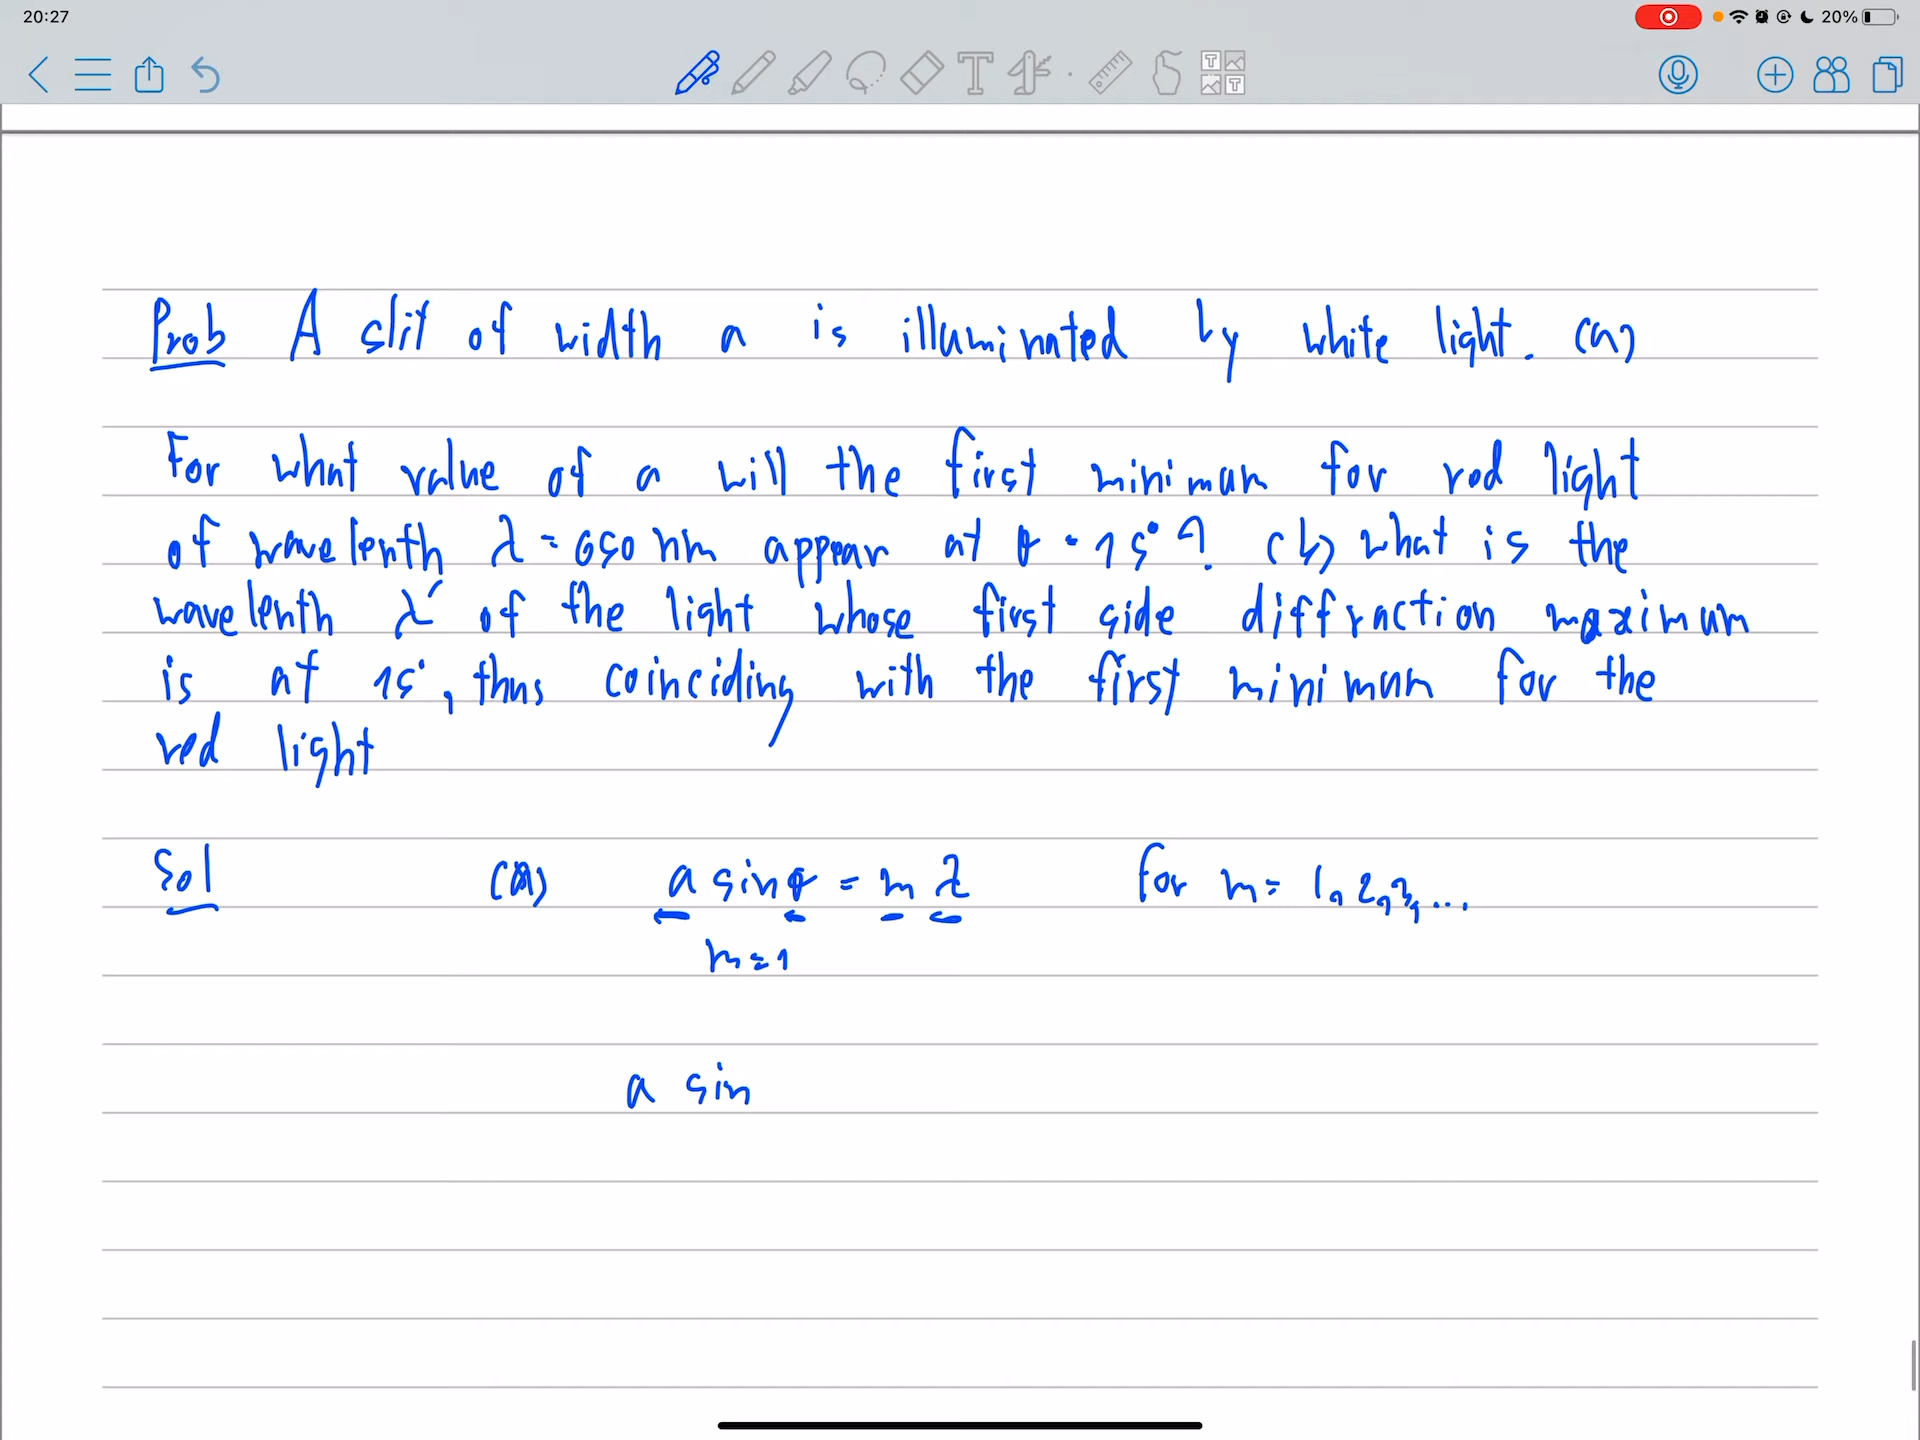 20:27
20%
Prob A slit of width a is illuminated by white light. (a)
For what value of a will the first minimum for red light
of wavelenth λ = 650 nm appear at θ = 15°? (b) what is the
wavelenth λ' of the light whose first side diffraction maximum
is at 15°, thus coinciding with the first minimum for the
red light
Sol (a) a sinθ = m λ for m = 1, 2, 3, ...
m = 1
a sin